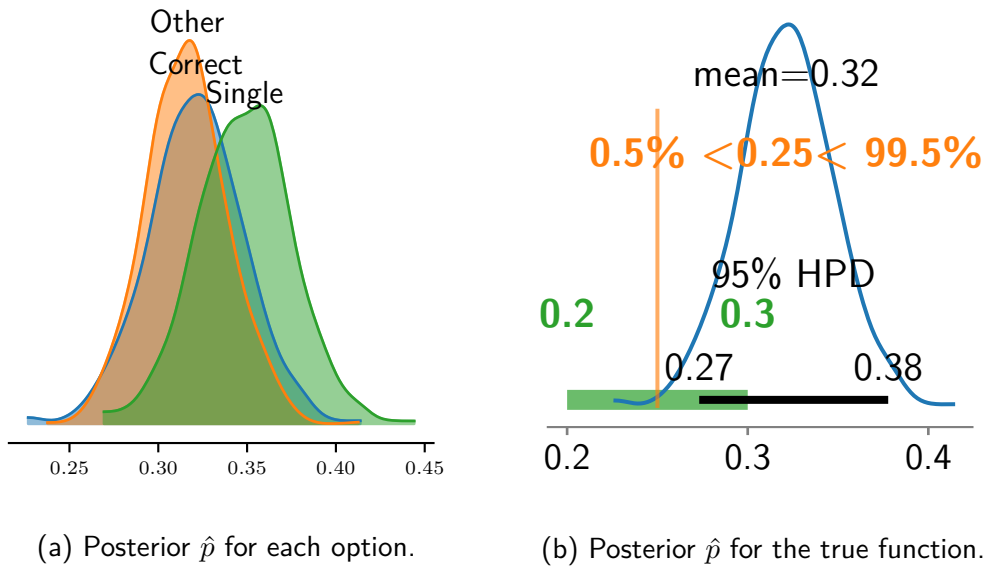 Other
Correct
Single
0.25 0.30 0.35 0.40 0.45
(a) Posterior p̂ for each option.
mean=0.32
0.5% <0.25< 99.5%
95% HPD
0.2 0.3
0.27 0.38
0.2 0.3 0.4
(b) Posterior p̂ for the true function.